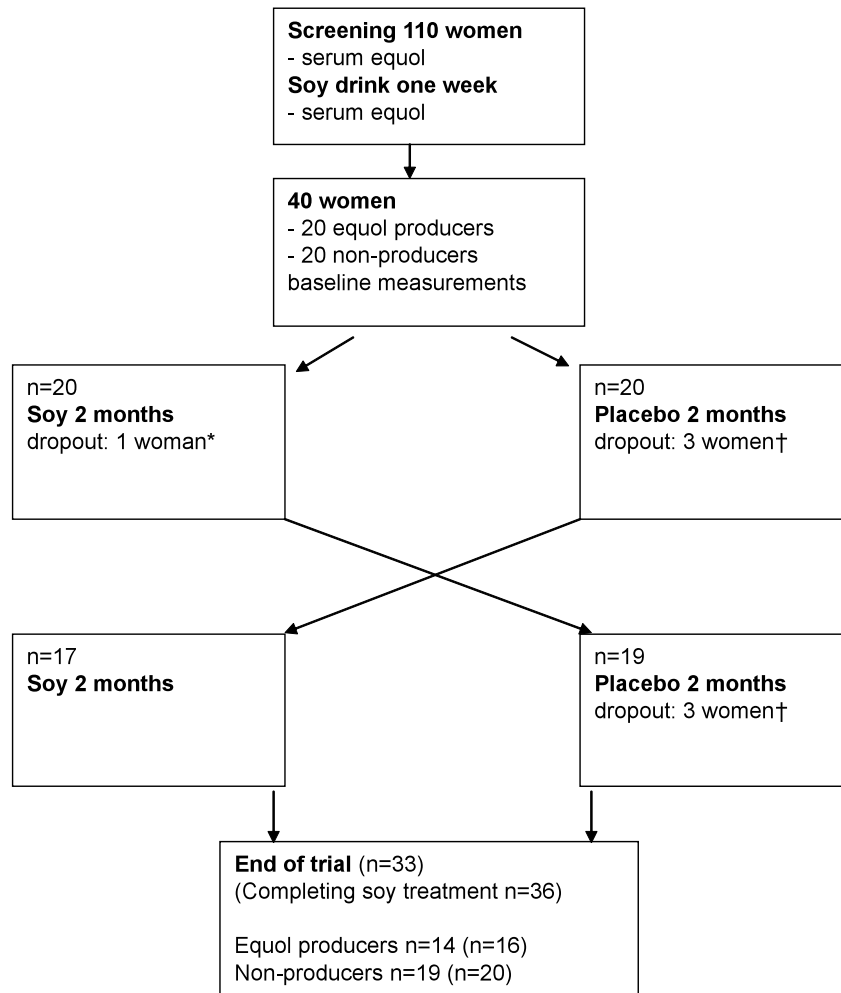 Screening 110 women
- serum equol
Soy drink one week
- serum equol
40 women
- 20 equol producers
- 20 non-producers
baseline measurements
n=20
Soy 2 months
dropout: 1 woman*
n=20
Placebo 2 months
dropout: 3 women†
n=17
Soy 2 months
n=19
Placebo 2 months
dropout: 3 women†
End of trial (n=33)
(Completing soy treatment n=36)
Equol producers n=14 (n=16)
Non-producers n=19 (n=20)